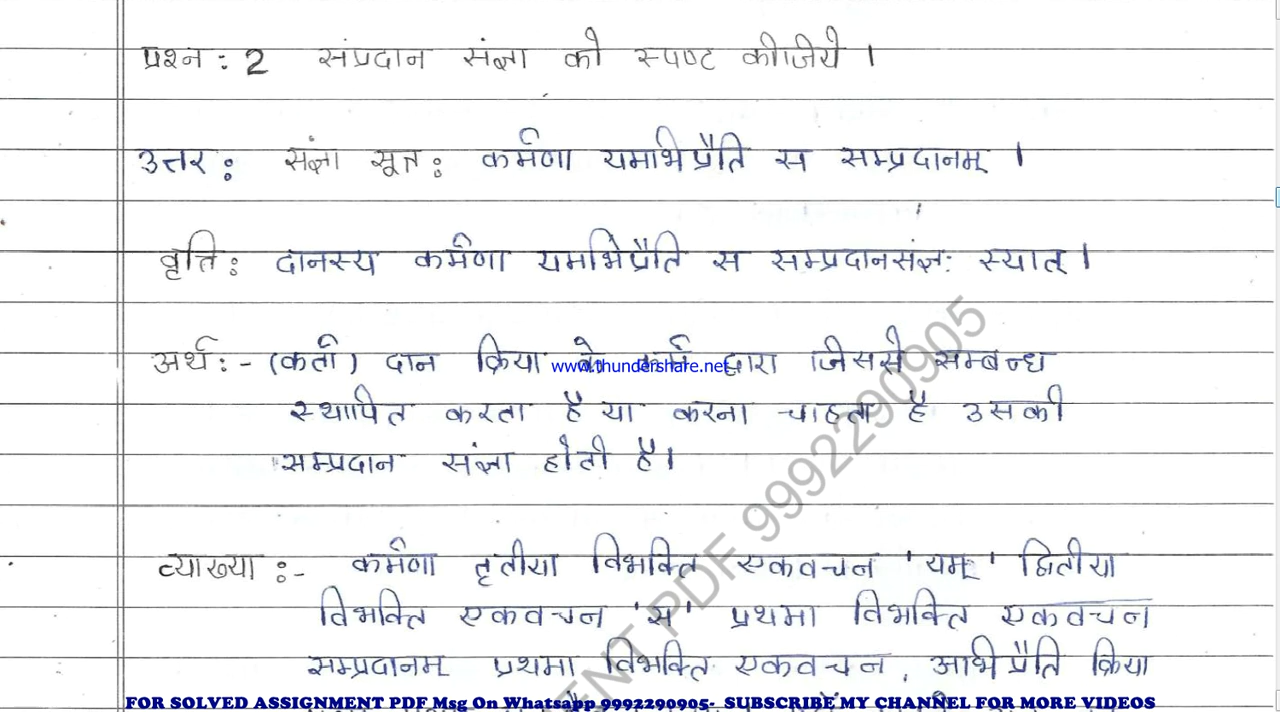 प्रश्न : 2 संप्रदान संज्ञा को स्पष्ट कीजिये ।
उत्तर : संज्ञा सूत्र : कर्मणा यमभिप्रैति स सम्प्रदानम् ।
वृत्ति : दानस्य कर्मणा यमभिप्रैति स सम्प्रदानसंज्ञः स्यात् ।
अर्थ :- (कर्ता) दान क्रिया के कर्म द्वारा जिससे सम्बन्ध
www.thundershare.net
स्थापित करता है या करना चाहता है उसकी
सम्प्रदान संज्ञा होती है।
व्याख्या :- कर्मणा तृतीया विभक्ति एकवचन 'यम्' द्वितीया
विभक्ति एकवचन 'स' प्रथमा विभक्ति एकवचन
सम्प्रदानम् प्रथमा विभक्ति एकवचन, अभिप्रैति क्रिया
ENT PDF 9992290905
FOR SOLVED ASSIGNMENT PDF Msg On Whatsapp 9992290905- SUBSCRIBE MY CHANNEL FOR MORE VIDEOS